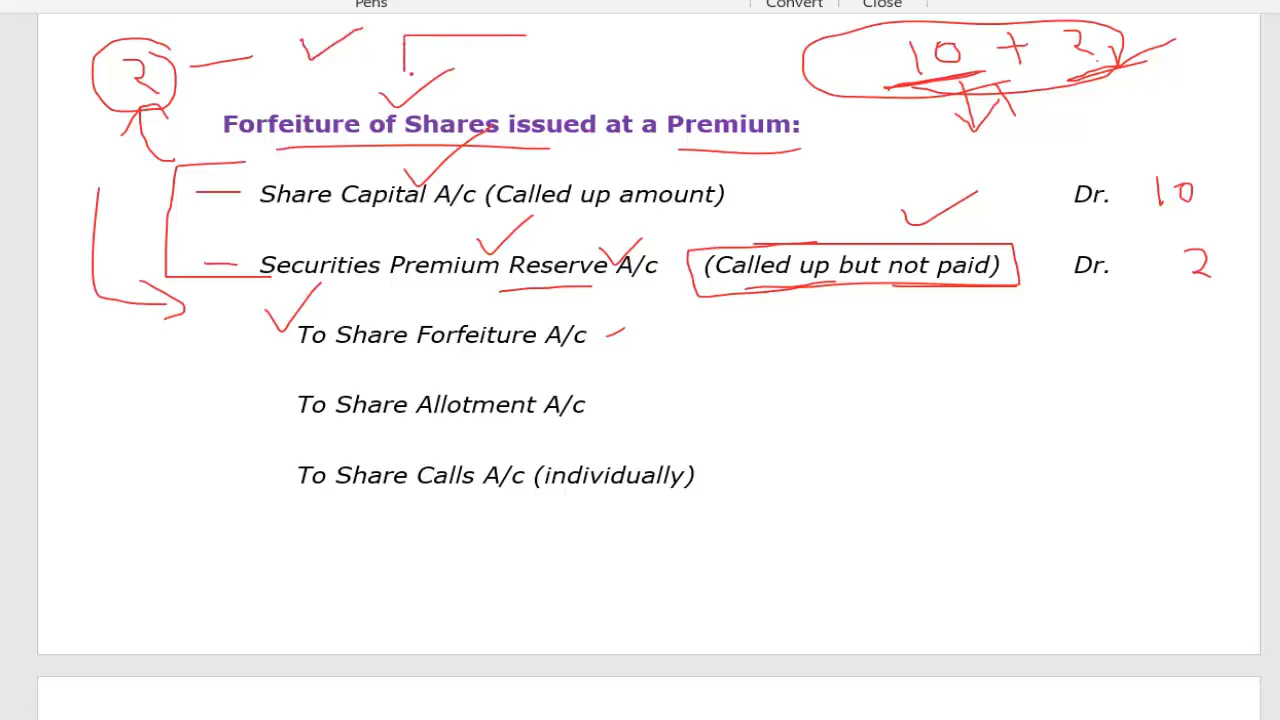 Pens Convert Close
2 10 + 2
Forfeiture of Shares issued at a Premium:
Share Capital A/c (Called up amount) Dr. 10
Securities Premium Reserve A/c (Called up but not paid) Dr. 2
To Share Forfeiture A/c
To Share Allotment A/c
To Share Calls A/c (individually)